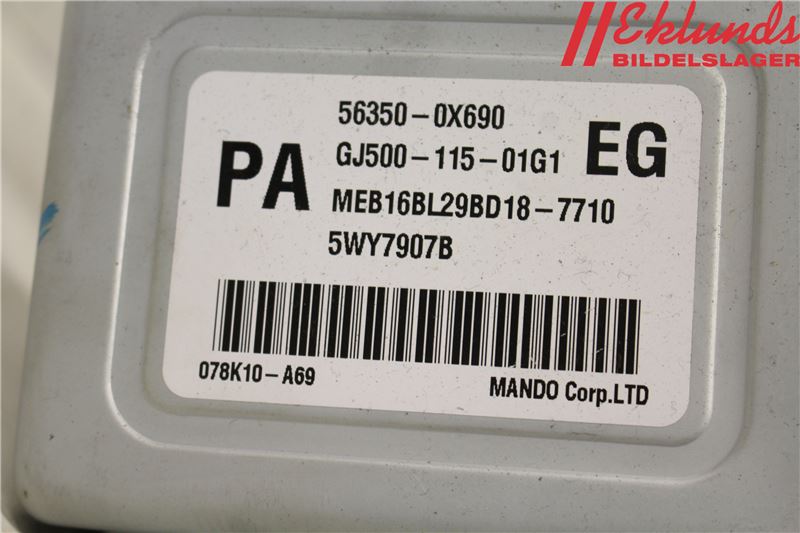 Eklunds
BILDELSLAGER
56350-0X690
PA GJ500-115-01G1 EG
MEB16BL29BD18-7710
5WY7907B
078K10-A69 MANDO Corp.LTD